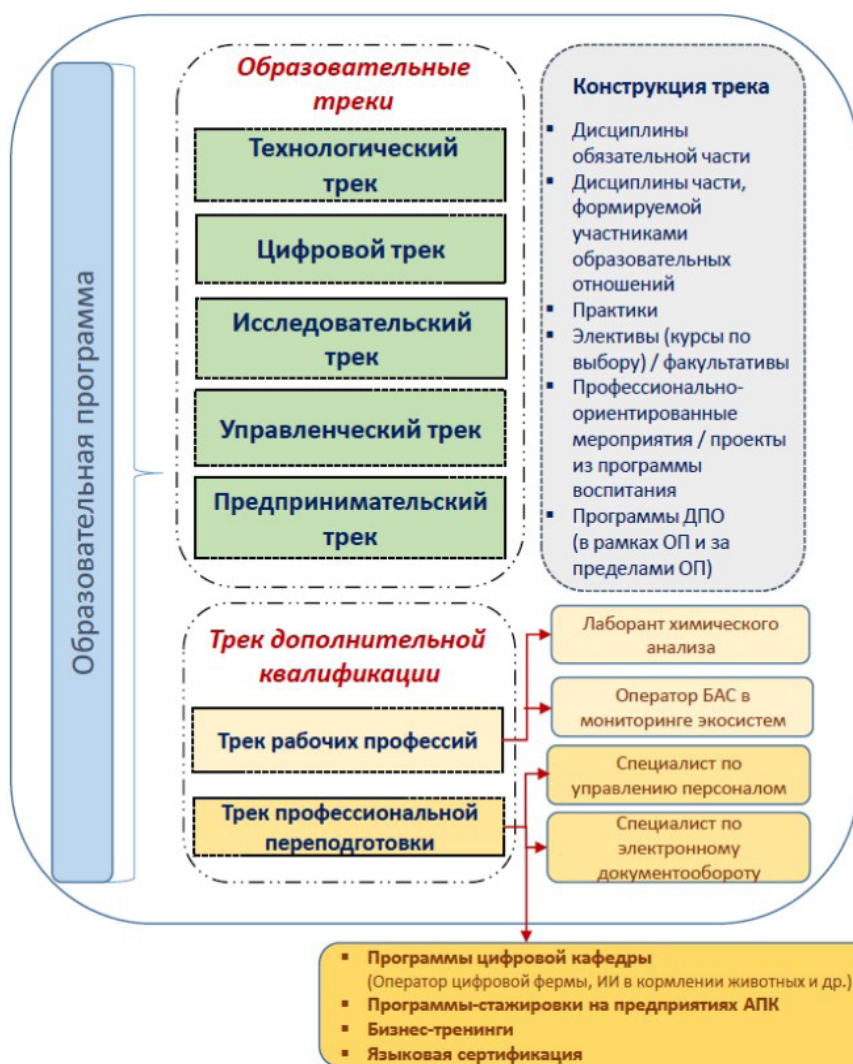 Образовательная программа
Образовательные
треки
Технологический
трек
Цифровой трек
Исследовательский
трек
Управленческий трек
Предпринимательский
трек
Конструкция трека
▪ Дисциплины
обязательной части
▪ Дисциплины части,
формируемой
участниками
образовательных
отношений
▪ Практики
▪ Элективы (курсы по
выбору) / факультативы
▪ Профессионально-
ориентированные
мероприятия / проекты
из программы
воспитания
▪ Программы ДПО
(в рамках ОП и за
пределами ОП)
Трек дополнительной
квалификации
Трек рабочих профессий
Трек профессиональной
переподготовки
Лаборант химического
анализа
Оператор БАС в
мониторинге экосистем
Специалист по
управлению персоналом
Специалист по
электронному
документообороту
▪ Программы цифровой кафедры
(Оператор цифровой фермы, ИИ в кормлении животных и др.)
▪ Программы-стажировки на предприятиях АПК
▪ Бизнес-тренинги
▪ Языковая сертификация